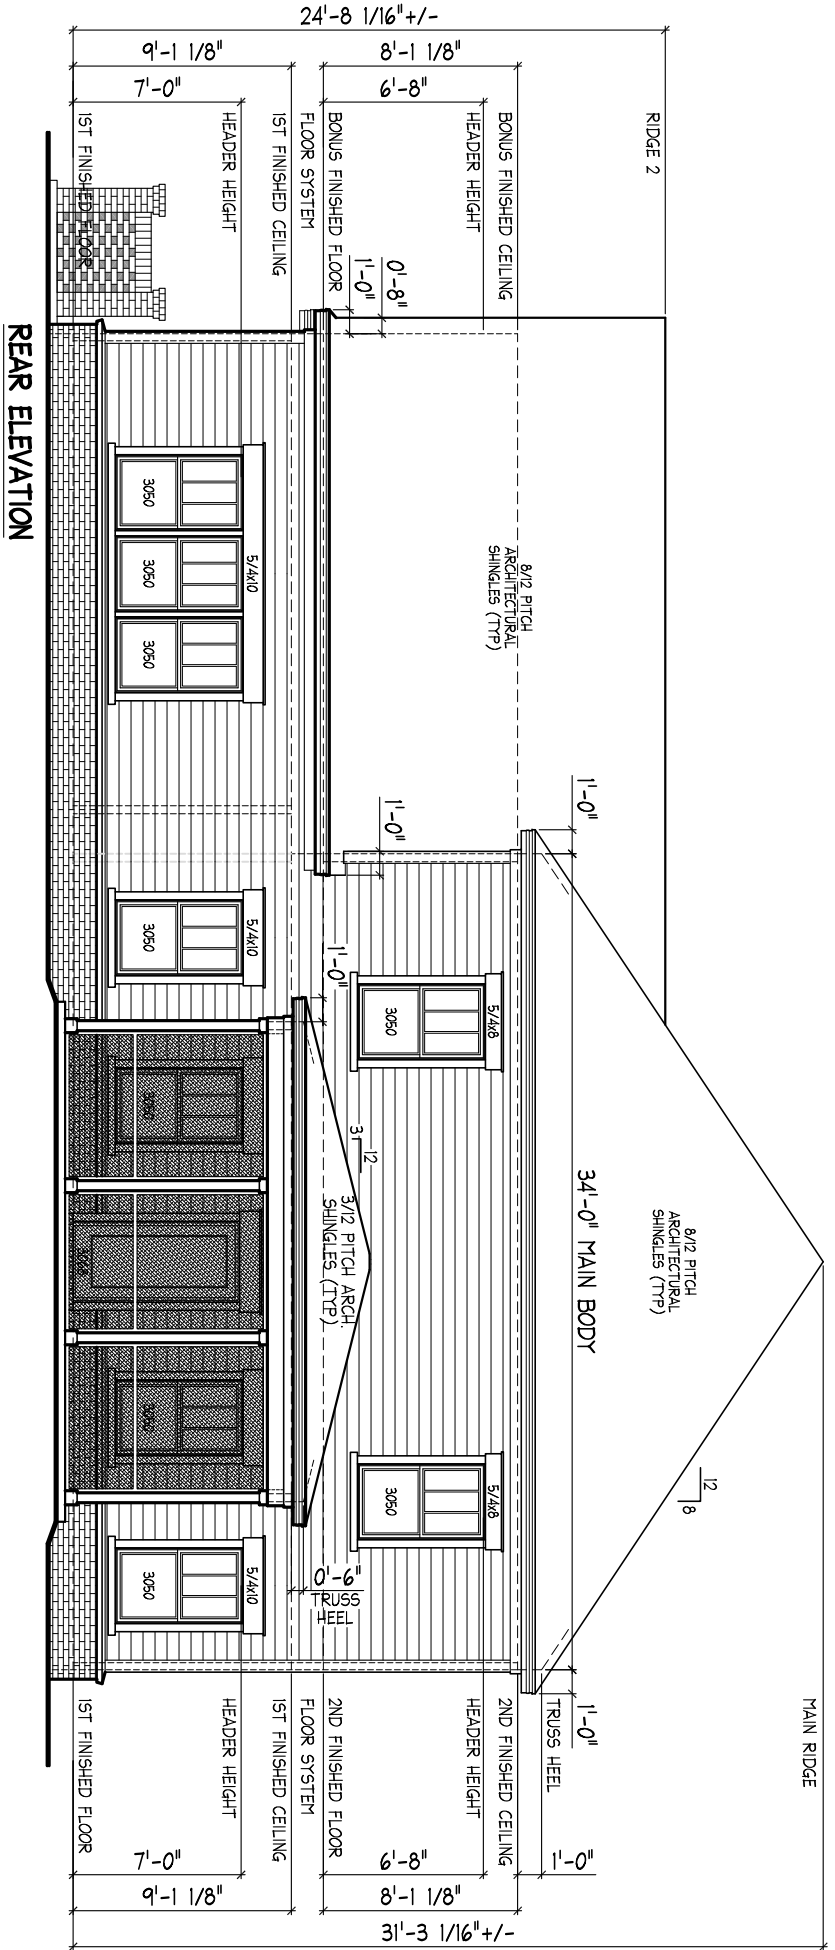 MAIN RIDGE
RIDGE 2
24'-8 1/16"+/-
31'-3 1/16"+/-
8/12 PITCH
ARCHITECTURAL
SHINGLES (TYP)
12
8
8/12 PITCH
ARCHITECTURAL
SHINGLES (TYP)
1'-0"
34'-0" MAIN BODY
1'-0"
TRUSS HEEL
1'-0"
BONUS FINISHED CEILING
HEADER HEIGHT
8'-1 1/8"
6'-8"
BONUS FINISHED FLOOR
FLOOR SYSTEM
1ST FINISHED CEILING
HEADER HEIGHT
9'-1 1/8"
7'-0"
1ST FINISHED FLOOR
0'-8"
1'-0"
1'-0"
1'-0"
5/4x8
3050
5/4x8
3050
12
3
3/12 PITCH ARCH.
SHINGLES (TYP)
0'-6"
TRUSS
HEEL
5/4x10
3050
3050
3050
5/4x10
3050
3050
3050
5/4x10
3050
2ND FINISHED CEILING
HEADER HEIGHT
6'-8"
8'-1 1/8"
2ND FINISHED FLOOR
FLOOR SYSTEM
1ST FINISHED CEILING
HEADER HEIGHT
7'-0"
9'-1 1/8"
1ST FINISHED FLOOR
REAR ELEVATION